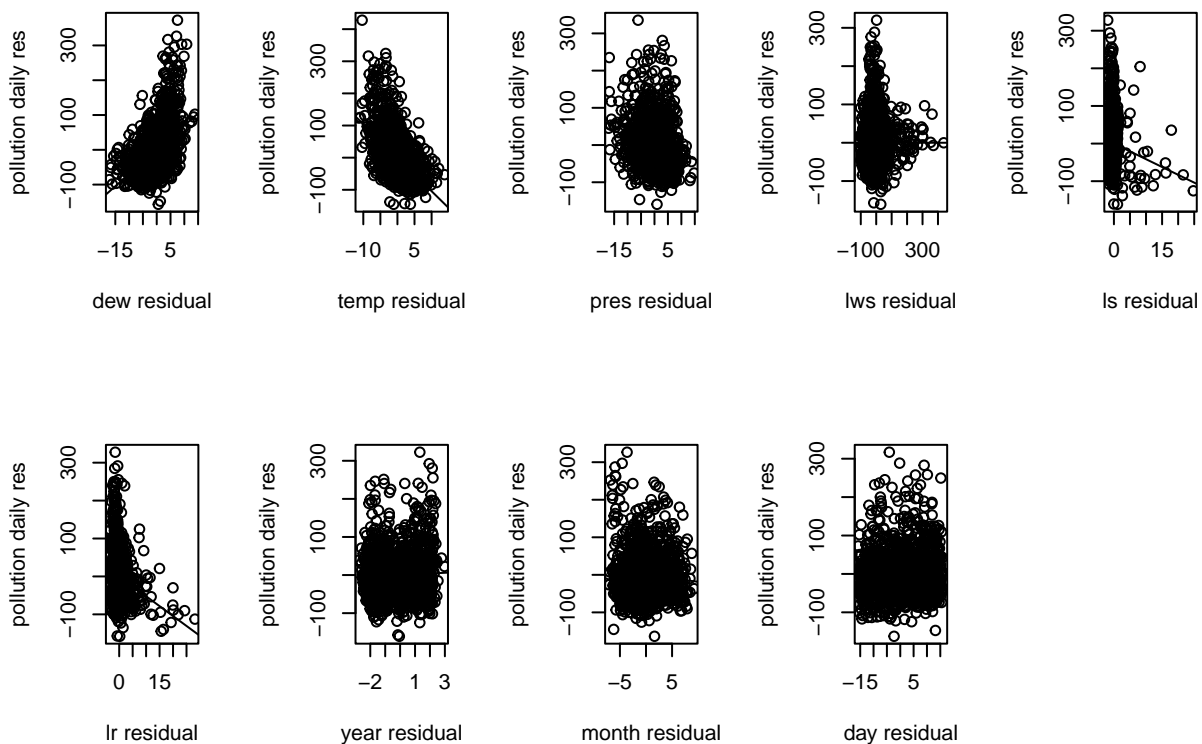 pollution daily res
−100 100 300
−15 5
dew residual
pollution daily res
−100 100 300
−10 5
temp residual
pollution daily res
−100 100 300
−15 5
pres residual
pollution daily res
−100 100 300
−100 300
lws residual
pollution daily res
−100 100 300
0 15
ls residual
pollution daily res
−100 100 300
0 15
lr residual
pollution daily res
−100 100 300
−2 1 3
year residual
pollution daily res
−100 100 300
−5 5
month residual
pollution daily res
−100 100 300
−15 5
day residual